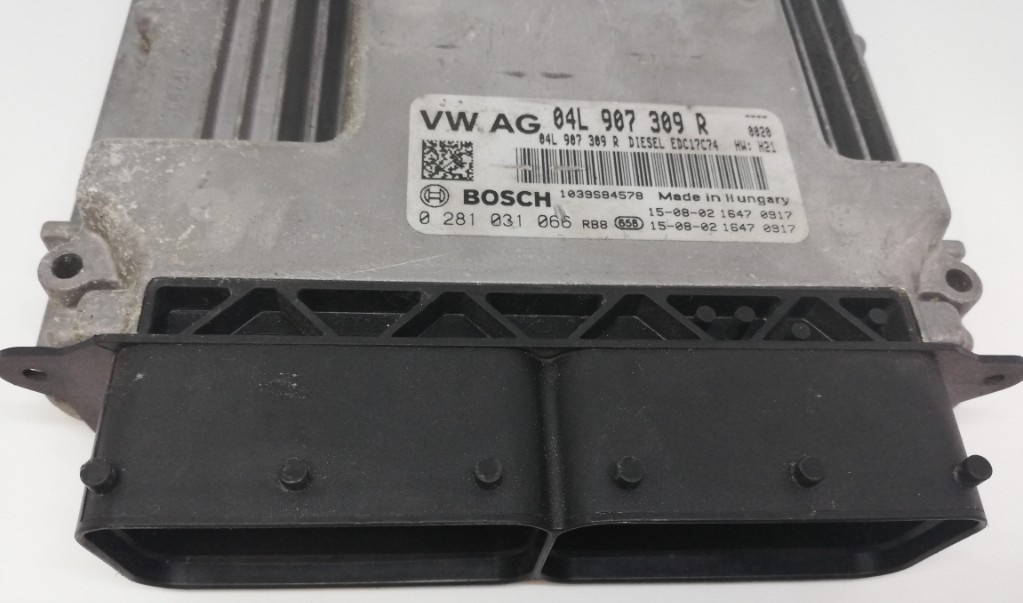 VW AG 04L 907 309 R ----
04L 907 309 R DIESEL EDC17C74 0020
HW: H21
BOSCH 1039S84578 Made in Hungary
0 281 031 066 RB8 65B 15-08-02 1647 0917
15-08-02 1647 0917